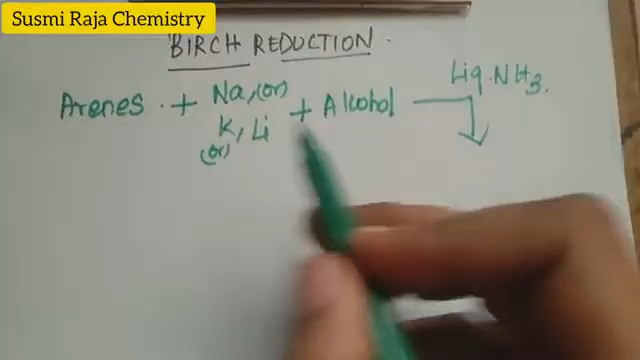 Susmi Raja Chemistry
BIRCH REDUCTION.
Arenes + Na, (or) + Alcohol Liq. NH3.
K, Li
(or)